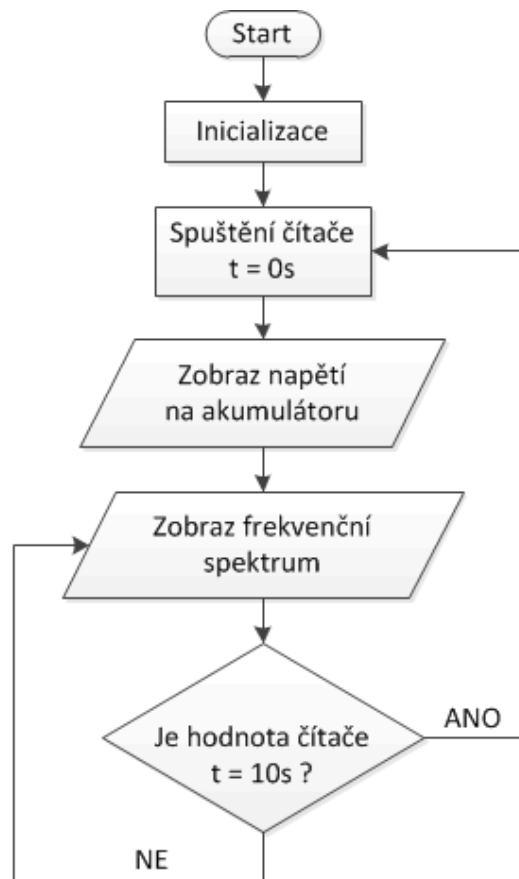 Start
Inicializace
Spuštění čítače
t = 0s
Zobraz napětí
na akumulátoru
Zobraz frekvenční
spektrum
Je hodnota čítače
t = 10s ?
ANO
NE